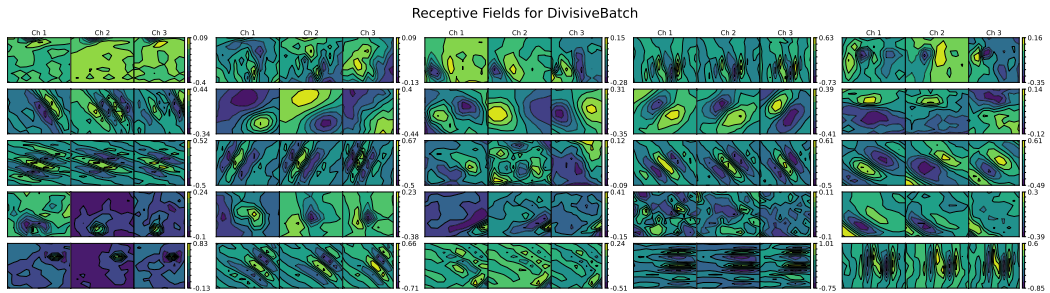 Receptive Fields for DivisiveBatch
Ch 1 Ch 2 Ch 3 Ch 1 Ch 2 Ch 3 Ch 1 Ch 2 Ch 3 Ch 1 Ch 2 Ch 3 Ch 1 Ch 2 Ch 3
0.09 0.09 0.15 0.63 0.16
-0.4 -0.13 -0.28 -0.73 -0.35
0.44 0.4 0.31 0.39 0.14
-0.34 -0.44 -0.35 -0.41 -0.12
0.52 0.67 0.12 0.56 0.61
-0.5 -0.5 -0.09 -0.31 -0.49
0.24 0.23 0.41 0.11 0.3
-0.1 -0.38 -0.15 -0.11 -0.39
0.83 0.66 0.24 1.01 0.6
-0.13 -0.71 -0.51 -0.75 -0.85